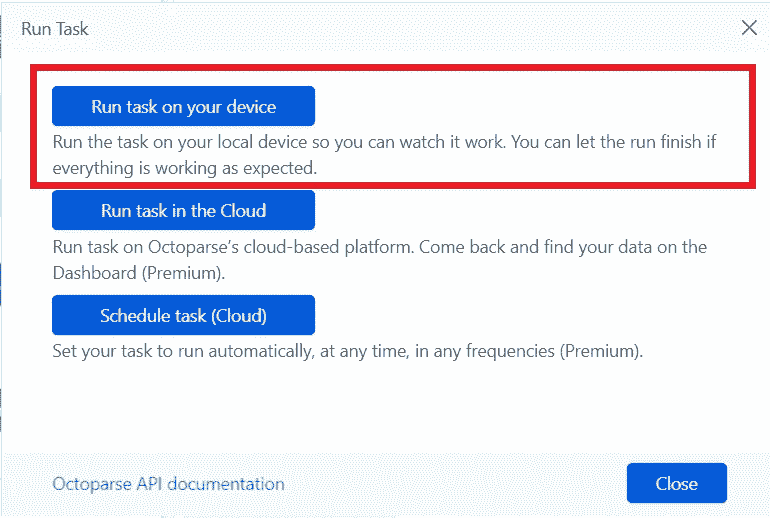 Run Task
Run task on your device
Run the task on your local device so you can watch it work. You can let the run finish if
everything is working as expected.
Run task in the Cloud
Run task on Octoparse's cloud-based platform. Come back and find your data on the
Dashboard (Premium).
Schedule task (Cloud)
Set your task to run automatically, at any time, in any frequencies (Premium).
Octoparse API documentation
Close